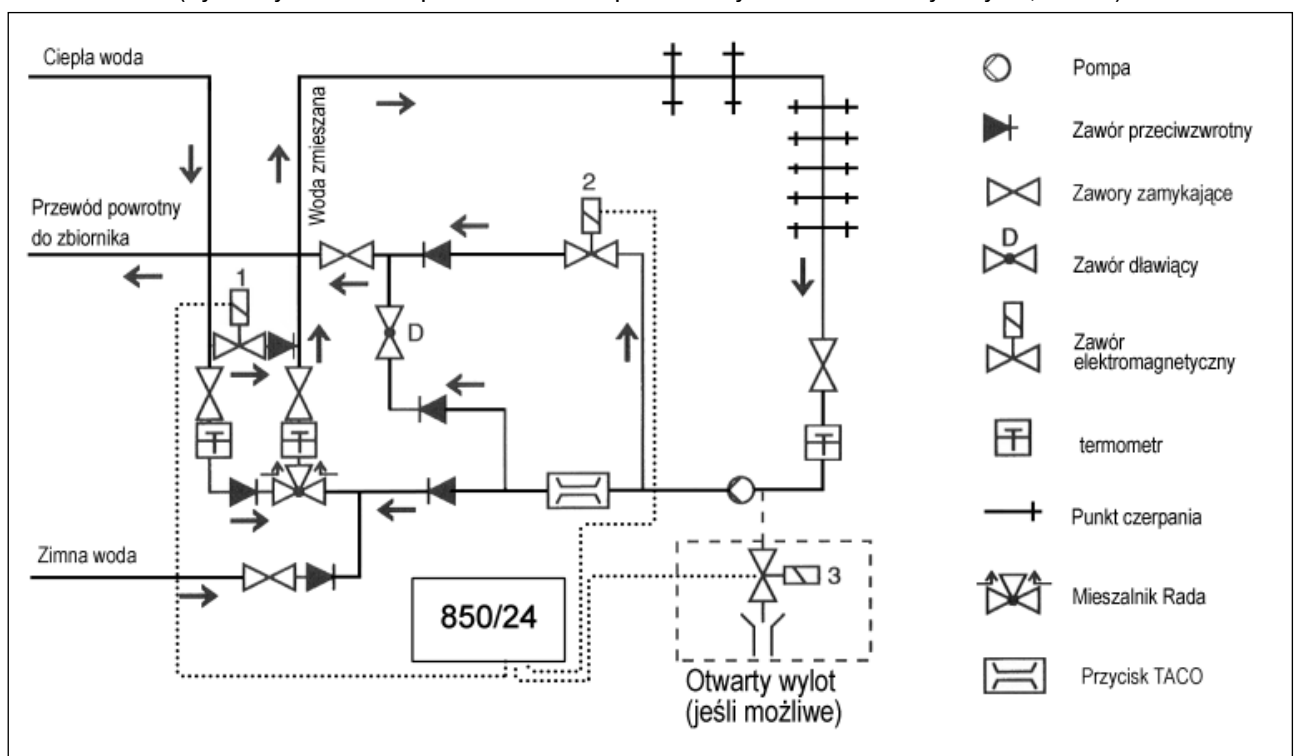 Ciepła woda
Woda zmieszana
Przewód powrotny
do zbiornika
1
2
D
Zimna woda
850/24
3
Otwarty wylot
(jeśli możliwe)
Pompa
Zawór przeciwzwrotny
Zawory zamykające
D
Zawór dławiący
Zawór
elektromagnetyczny
termometr
Punkt czerpania
Mieszalnik Rada
Przycisk TACO
T
T
T
T